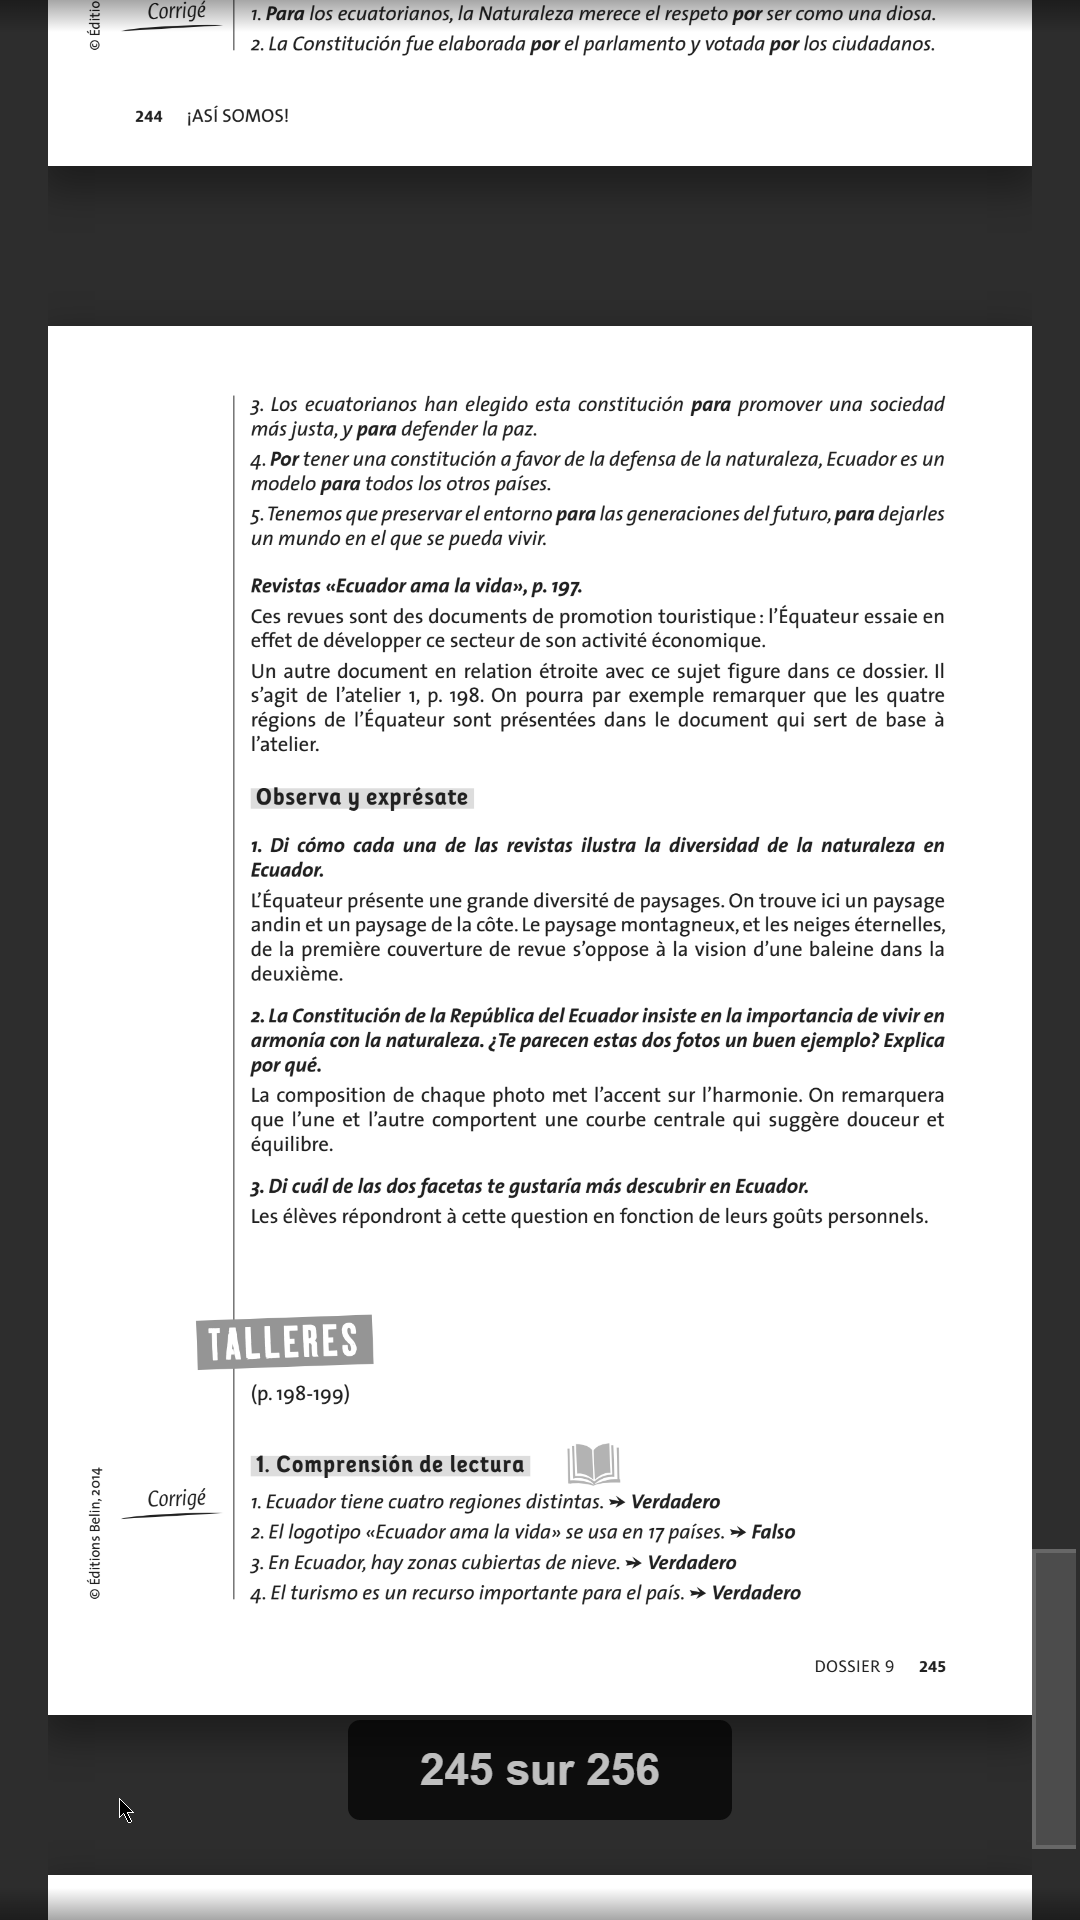 Corrigé
© Éditio
1. Para los ecuatorianos, la Naturaleza merece el respeto por ser como una diosa.
2. La Constitución fue elaborada por el parlamento y votada por los ciudadanos.
244 ¡ASÍ SOMOS!
3. Los ecuatorianos han elegido esta constitución para promover una sociedad
más justa, y para defender la paz.
4. Por tener una constitución a favor de la defensa de la naturaleza, Ecuador es un
modelo para todos los otros países.
5. Tenemos que preservar el entorno para las generaciones del futuro, para dejarles
un mundo en el que se pueda vivir.
Revistas «Ecuador ama la vida», p. 197.
Ces revues sont des documents de promotion touristique : l’Équateur essaie en
effet de développer ce secteur de son activité économique.
Un autre document en relation étroite avec ce sujet figure dans ce dossier. Il
s’agit de l’atelier 1, p. 198. On pourra par exemple remarquer que les quatre
régions de l’Équateur sont présentées dans le document qui sert de base à
l’atelier.
Observa y exprésate
1. Di cómo cada una de las revistas ilustra la diversidad de la naturaleza en
Ecuador.
L’Équateur présente une grande diversité de paysages. On trouve ici un paysage
andin et un paysage de la côte. Le paysage montagneux, et les neiges éternelles,
de la première couverture de revue s’oppose à la vision d’une baleine dans la
deuxième.
2. La Constitución de la República del Ecuador insiste en la importancia de vivir en
armonía con la naturaleza. ¿Te parecen estas dos fotos un buen ejemplo? Explica
por qué.
La composition de chaque photo met l’accent sur l’harmonie. On remarquera
que l’une et l’autre comportent une courbe centrale qui suggère douceur et
équilibre.
3. Di cuál de las dos facetas te gustaría más descubrir en Ecuador.
Les élèves répondront à cette question en fonction de leurs goûts personnels.
TALLERES
(p. 198-199)
1. Comprensión de lectura
Corrigé
© Éditions Belin, 2014
1. Ecuador tiene cuatro regiones distintas. ➛ Verdadero
2. El logotipo «Ecuador ama la vida» se usa en 17 países. ➛ Falso
3. En Ecuador, hay zonas cubiertas de nieve. ➛ Verdadero
4. El turismo es un recurso importante para el país. ➛ Verdadero
DOSSIER 9 245
245 sur 256